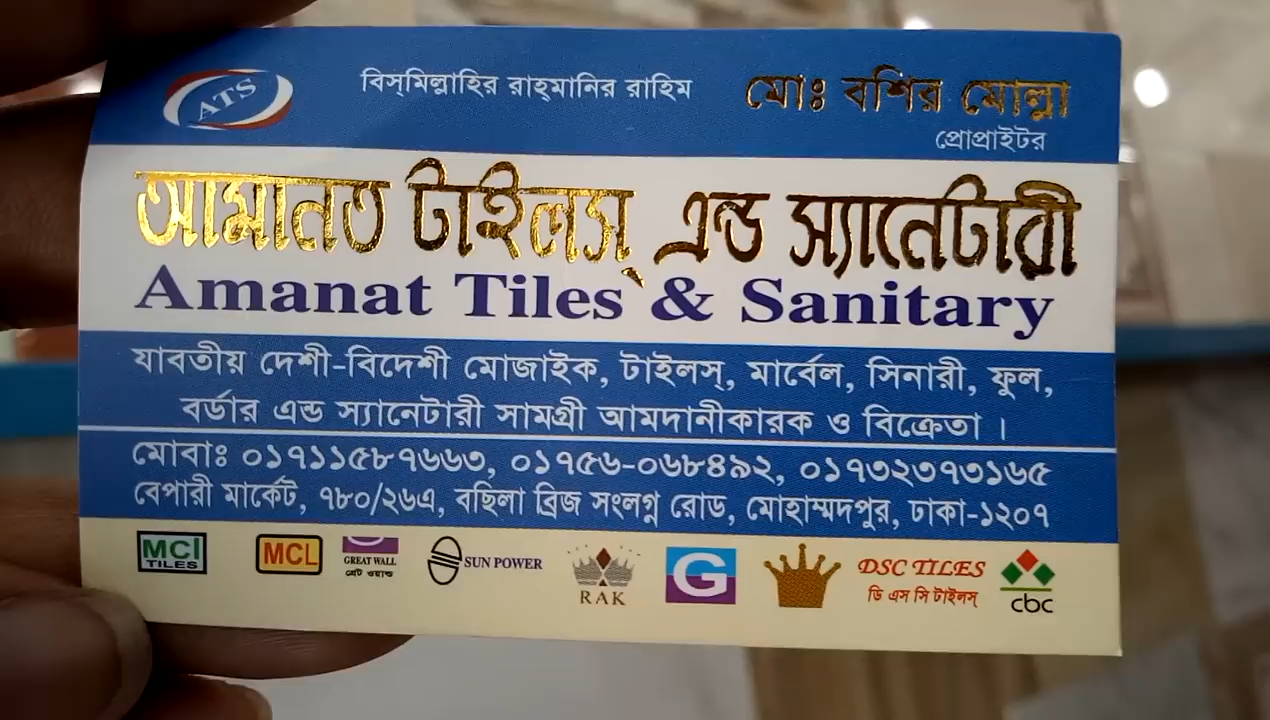 ATS
বিস্‌মিল্লাহির রাহ্‌মানির রাহিম
মোঃ বশির মোল্লা
প্রোপ্রাইটর
আমানত টাইলস্ এন্ড স্যানেটারী
Amanat Tiles & Sanitary
যাবতীয় দেশী-বিদেশী মোজাইক, টাইলস্, মার্বেল, সিনারী, ফুল,
বর্ডার এন্ড স্যানেটারী সামগ্রী আমদানীকারক ও বিক্রেতা।
মোবাঃ ০১৭১১৫৮৭৬৬৩, ০১৭৫৬-০৬৮৪৯২, ০১৭৩২৩৭৩১৬৫
বেপারী মার্কেট, ৭৮০/২৬এ, বছিলা ব্রিজ সংলগ্ন রোড, মোহাম্মদপুর, ঢাকা-১২০৭
MCI TILES
MCL
GREAT WALL
গ্রেট ওয়াল
SUN POWER
RAK
G
DSC TILES
ডি এস সি টাইলস্
cbc